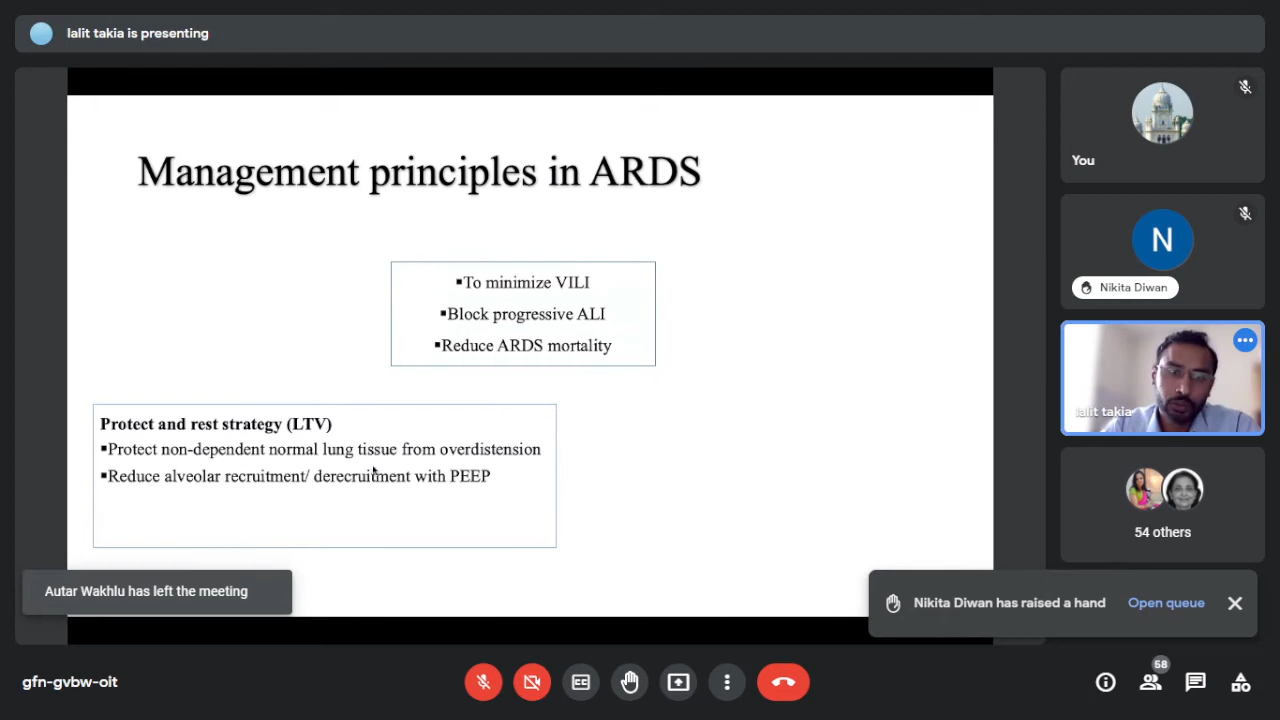 lalit takia is presenting
Management principles in ARDS
▪To minimize VILI
▪Block progressive ALI
▪Reduce ARDS mortality
Protect and rest strategy (LTV)
▪Protect non-dependent normal lung tissue from overdistension
▪Reduce alveolar recruitment/ derecruitment with PEEP
Autar Wakhlu has left the meeting
Nikita Diwan has raised a hand Open queue
You
N
Nikita Diwan
lalit takia
54 others
gfn-gvbw-oit
CC
58